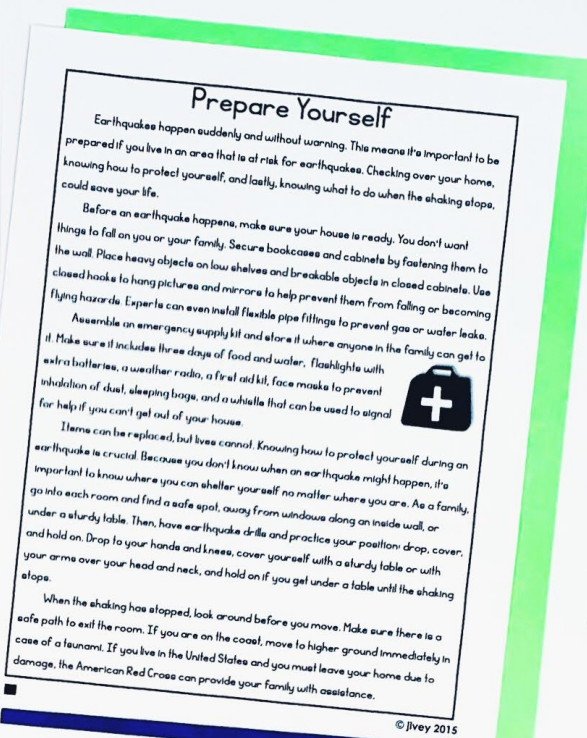 Prepare Yourself
Earthquakes happen suddenly and without warning. This means it's important to be
prepared if you live in an area that is at risk for earthquakes. Checking over your home,
knowing how to protect yourself, and lastly, knowing what to do when the shaking stops,
could save your life.
Before an earthquake happens, make sure your house is ready. You don't want
things to fall on you or your family. Secure bookcases and cabinets by fastening them to
the wall. Place heavy objects on low shelves and breakable objects in closed cabinets. Use
closed hooks to hang pictures and mirrors to help prevent them from falling or becoming
flying hazards. Experts can even install flexible pipe fittings to prevent gas or water leaks.
Assemble an emergency supply kit and store it where anyone in the family can get to
it. Make sure it includes three days of food and water, flashlights with
extra batteries, a weather radio, a first aid kit, face masks to prevent
inhalation of dust, sleeping bags, and a whistle that can be used to signal
for help if you can't get out of your house.
Items can be replaced, but lives cannot. Knowing how to protect yourself during an
earthquake is crucial. Because you don't know when an earthquake might happen, it's
important to know where you can shelter yourself no matter where you are. As a family,
go into each room and find a safe spot, away from windows along an inside wall, or
under a sturdy table. Then, have earthquake drills and practice your position: drop, cover,
and hold on. Drop to your hands and knees, cover yourself with a sturdy table or with
your arms over your head and neck, and hold on if you get under a table until the shaking
stops.
When the shaking has stopped, look around before you move. Make sure there is a
safe path to exit the room. If you are on the coast, move to higher ground immediately in
case of a tsunami. If you live in the United States and you must leave your home due to
damage, the American Red Cross can provide your family with assistance.
© jivey 2015